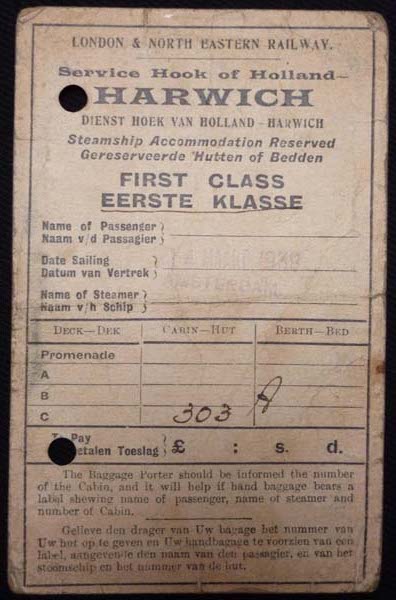 LONDON & NORTH EASTERN RAILWAY.
Service Hook of Holland—
HARWICH
DIENST HOEK VAN HOLLAND - HARWICH
Steamship Accommodation Reserved
Gereserveerde Hutten of Bedden
FIRST CLASS
EERSTE KLASSE
Name of Passenger
Naam v/d Passagier
Date Sailing
Datum van Vertrek
Name of Steamer
Naam v/h Schip
DECK—DEK CABIN—HUT BERTH—BED
Promenade
A
B
C 303 A
To Pay
etalen Toeslag £ : s. d.
The Baggage Porter should be informed the number
of the Cabin, and it will help if hand baggage bears a
label shewing name of passenger, name of steamer and
number of Cabin.
Gelieve den drager van Uw bagage het nummer van
Uw hut op te geven en Uw handbagage te voorzien van een
label, aangevende den naam van den passagier, en van het
stoomschip en het nummer van de hut.